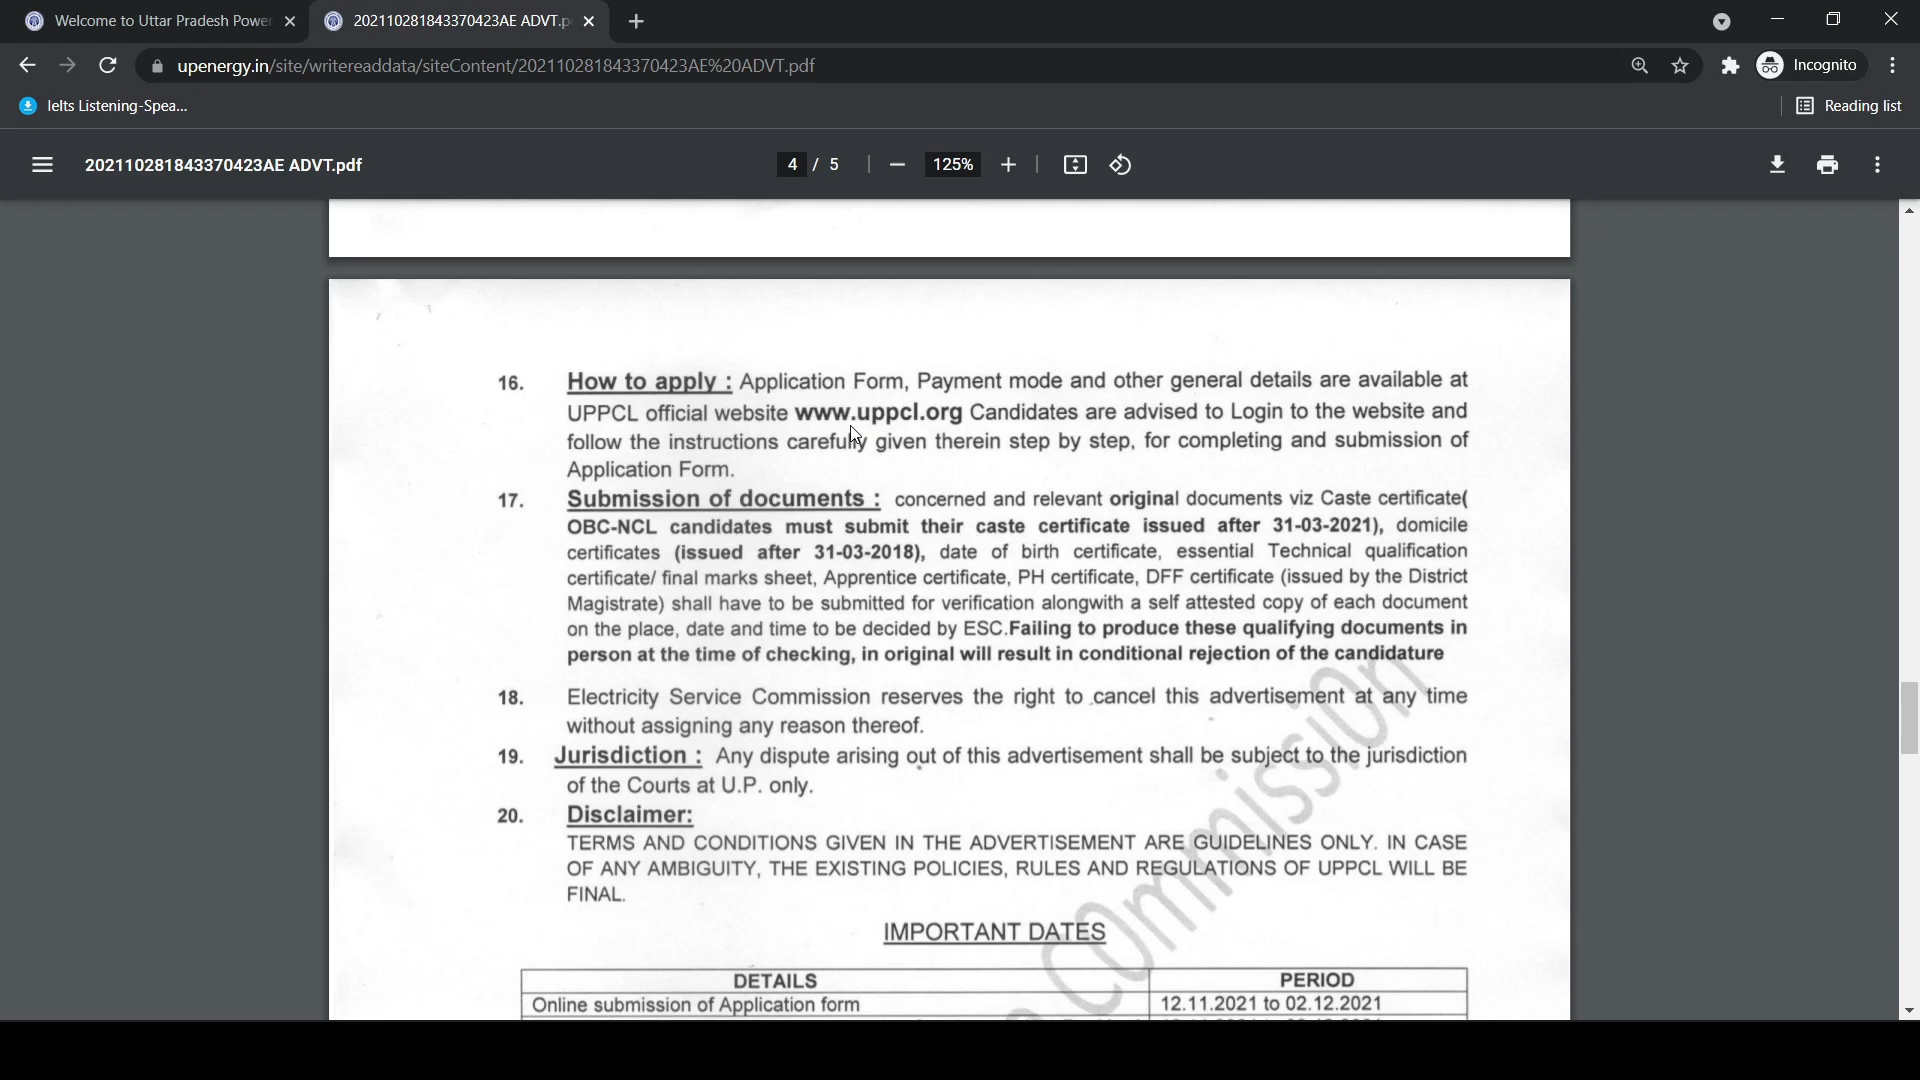 Welcome to Uttar Pradesh Power
202110281843370423AE ADVT.p
upenergy.in/site/writereaddata/siteContent/202110281843370423AE%20ADVT.pdf
Incognito
Ielts Listening-Spea...
Reading list
202110281843370423AE ADVT.pdf
4 / 5
125%
16. How to apply : Application Form, Payment mode and other general details are available at
UPPCL official website www.uppcl.org Candidates are advised to Login to the website and
follow the instructions carefully given therein step by step, for completing and submission of
Application Form.
17. Submission of documents : concerned and relevant original documents viz Caste certificate(
OBC-NCL candidates must submit their caste certificate issued after 31-03-2021), domicile
certificates (issued after 31-03-2018), date of birth certificate, essential Technical qualification
certificate/ final marks sheet, Apprentice certificate, PH certificate, DFF certificate (issued by the District
Magistrate) shall have to be submitted for verification alongwith a self attested copy of each document
on the place, date and time to be decided by ESC.Failing to produce these qualifying documents in
person at the time of checking, in original will result in conditional rejection of the candidature
18. Electricity Service Commission reserves the right to cancel this advertisement at any time
without assigning any reason thereof.
19. Jurisdiction : Any dispute arising out of this advertisement shall be subject to the jurisdiction
of the Courts at U.P. only.
20. Disclaimer:
TERMS AND CONDITIONS GIVEN IN THE ADVERTISEMENT ARE GUIDELINES ONLY. IN CASE
OF ANY AMBIGUITY, THE EXISTING POLICIES, RULES AND REGULATIONS OF UPPCL WILL BE
FINAL.
IMPORTANT DATES
DETAILS PERIOD
Online submission of Application form 12.11.2021 to 02.12.2021
Commission